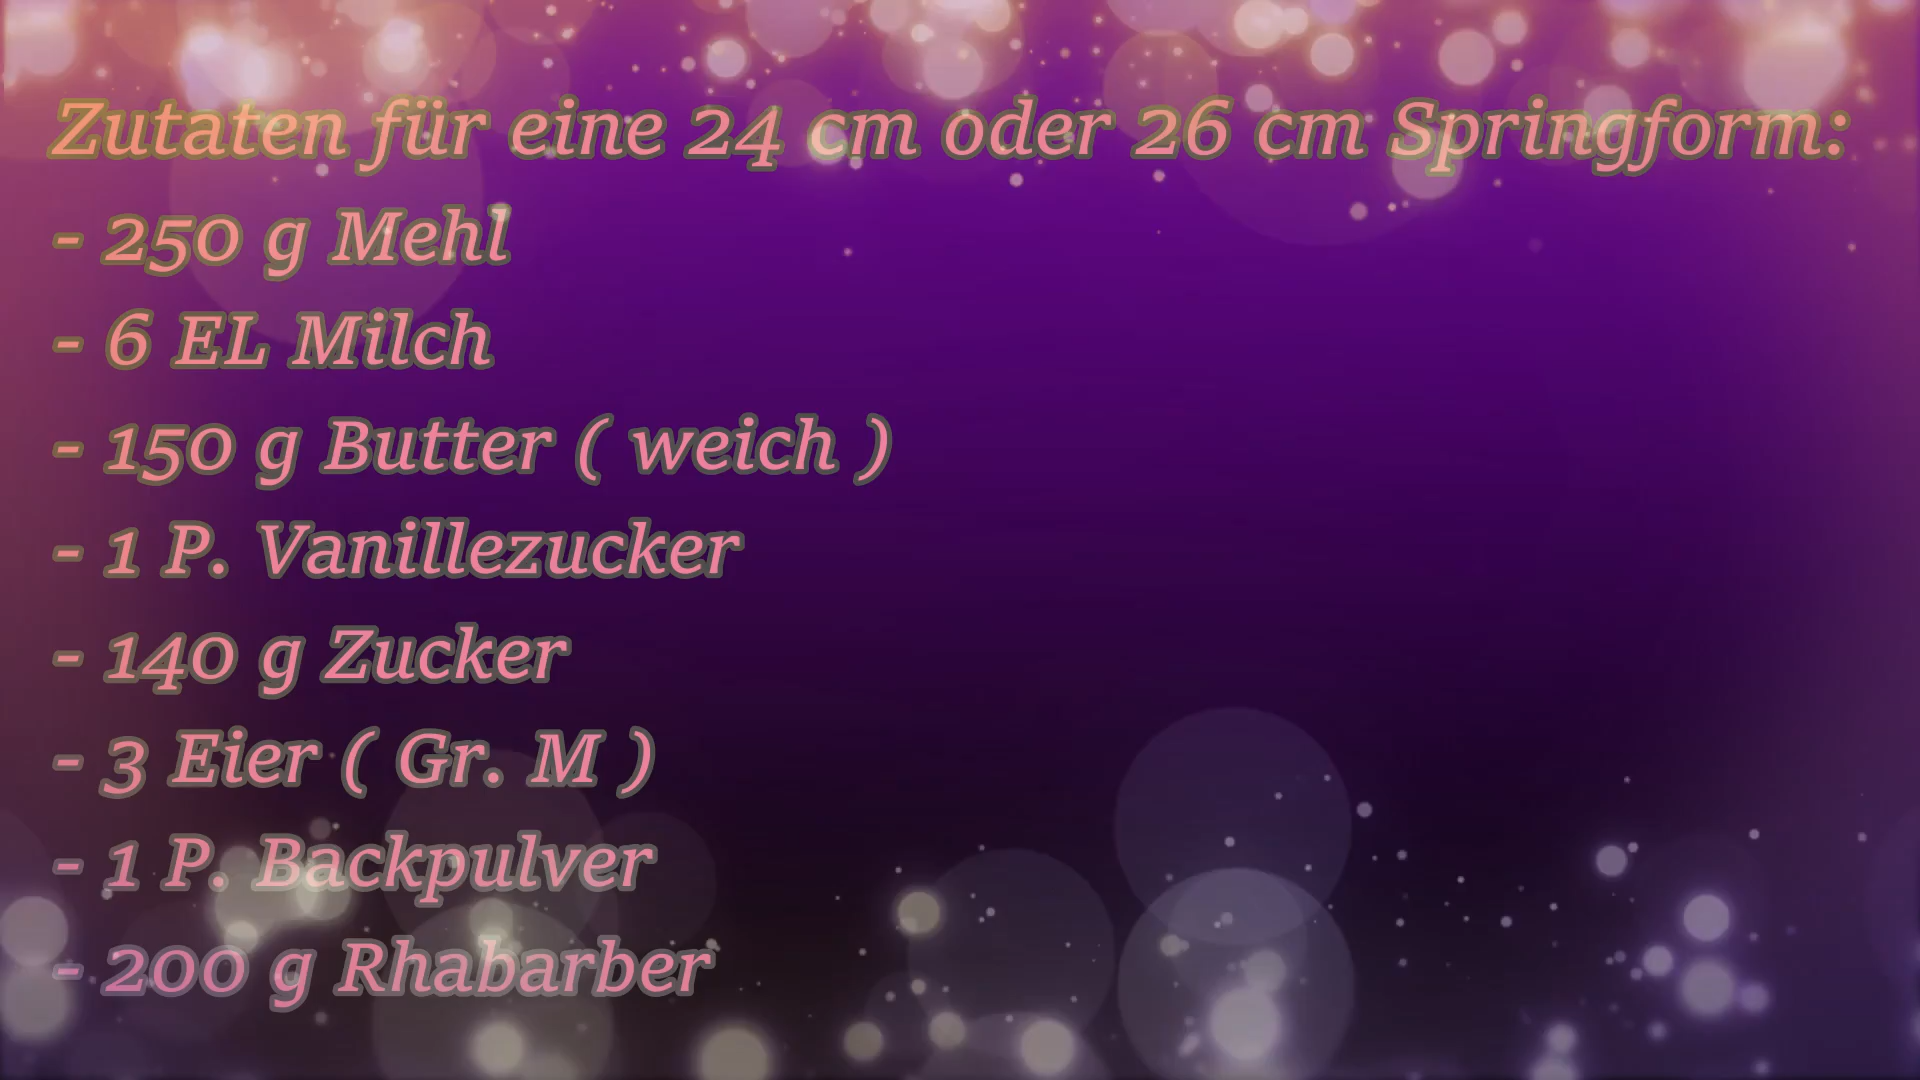 Zutaten für eine 24 cm oder 26 cm Springform:
- 250 g Mehl
- 6 EL Milch
- 150 g Butter ( weich )
- 1 P. Vanillezucker
- 140 g Zucker
- 3 Eier ( Gr. M )
- 1 P. Backpulver
- 200 g Rhabarber